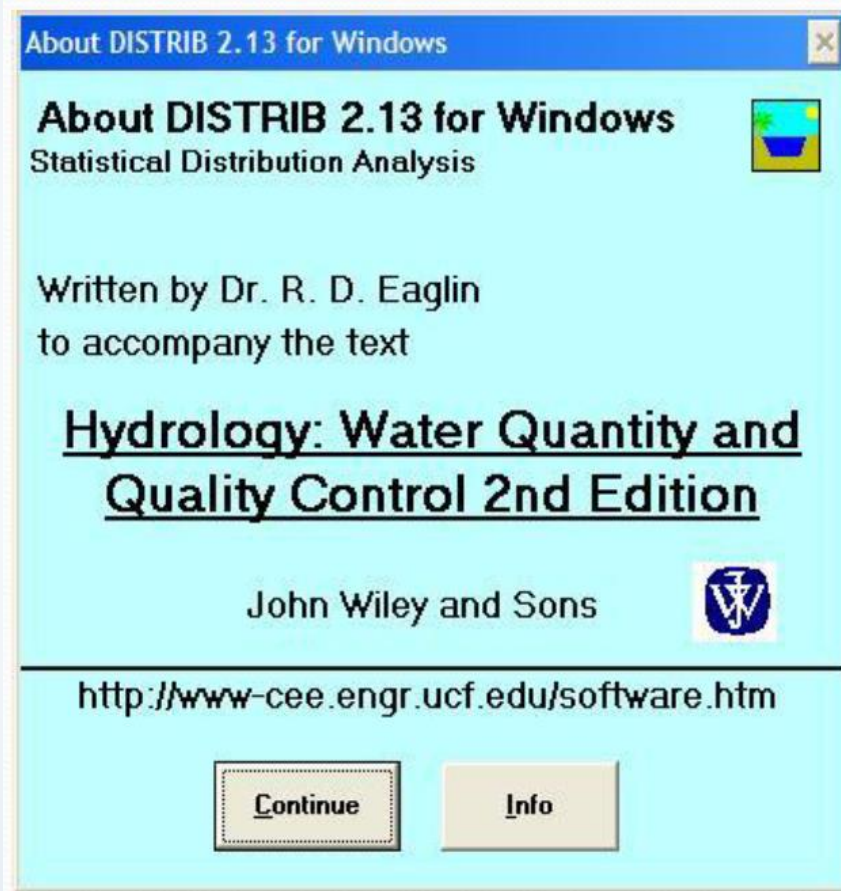 About DISTRIB 2.13 for Windows
About DISTRIB 2.13 for Windows
Statistical Distribution Analysis
Written by Dr. R. D. Eaglin
to accompany the text
Hydrology: Water Quantity and
Quality Control 2nd Edition
John Wiley and Sons
http://www-cee.engr.ucf.edu/software.htm
Continue
Info